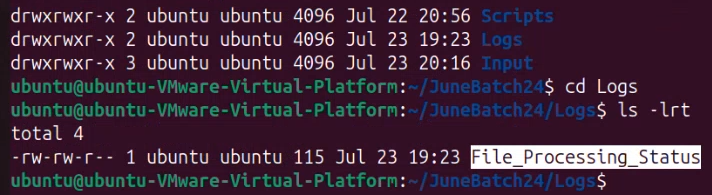 drwxrwxr-x 2 ubuntu ubuntu 4096 Jul 22 20:56 Scripts
drwxrwxr-x 2 ubuntu ubuntu 4096 Jul 23 19:23 Logs
drwxrwxr-x 3 ubuntu ubuntu 4096 Jul 23 20:16 Input
ubuntu@ubuntu-VMware-Virtual-Platform:~/JuneBatch24$ cd Logs
ubuntu@ubuntu-VMware-Virtual-Platform:~/JuneBatch24/Logs$ ls -lrt
total 4
-rw-rw-r-- 1 ubuntu ubuntu 115 Jul 23 19:23 File_Processing_Status
ubuntu@ubuntu-VMware-Virtual-Platform:~/JuneBatch24/Logs$